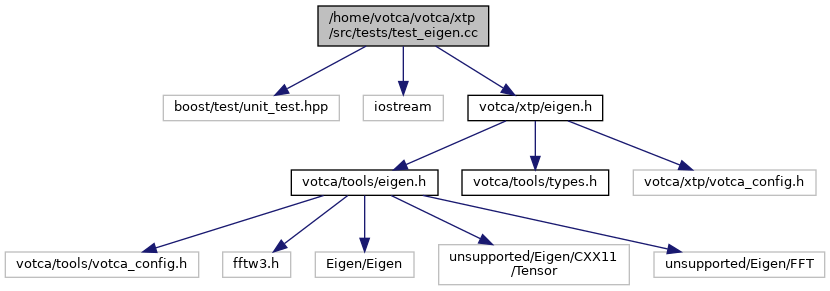 /home/votca/votca/xtp
/src/tests/test_eigen.cc
boost/test/unit_test.hpp
iostream
votca/xtp/eigen.h
votca/tools/eigen.h
votca/tools/types.h
votca/xtp/votca_config.h
votca/tools/votca_config.h
fftw3.h
Eigen/Eigen
unsupported/Eigen/CXX11
/Tensor
unsupported/Eigen/FFT